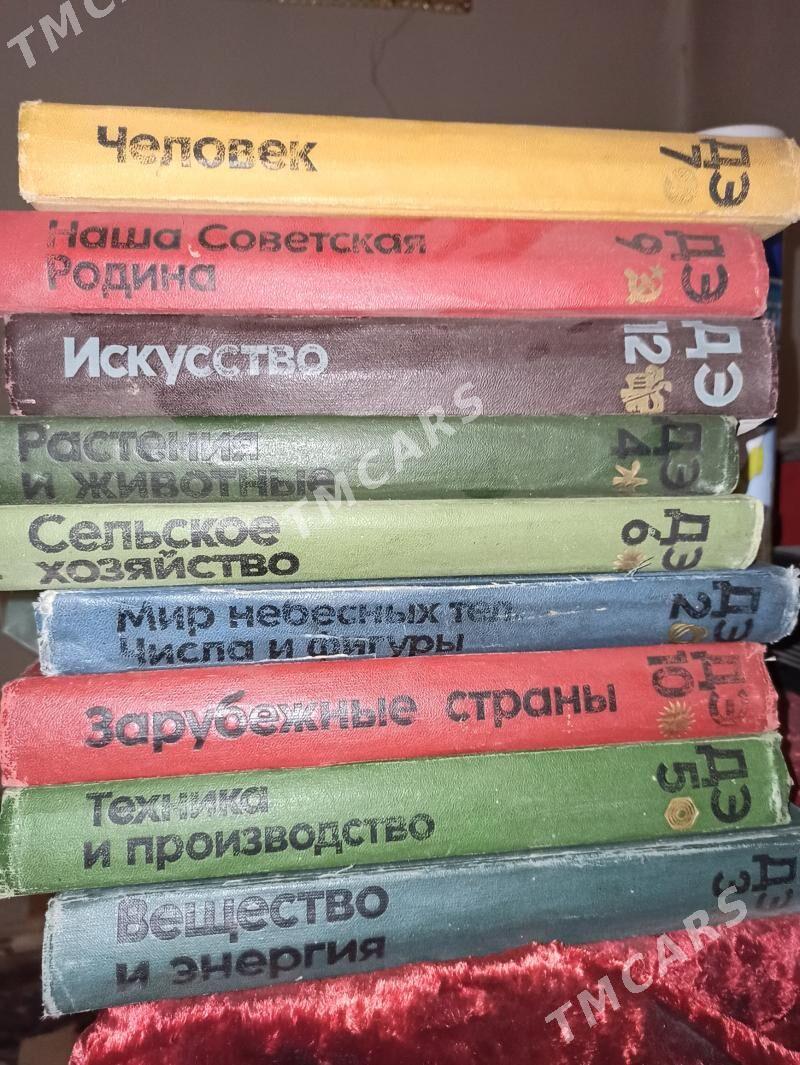 TMCARS
Человек
ДЭ
7
Наша Советская
Родина
ДЭ
9
Искусство
ДЭ
12
TMCARS
Растения
и животные
ДЭ
4
Сельское
хозяйство
ДЭ
6
Мир небесных тел.
Числа и фигуры
ДЭ
2
Зарубежные страны
ДЭ
10
Техника
и производство
ДЭ
5
Вещество
и энергия
ДЭ
3
TMCARS